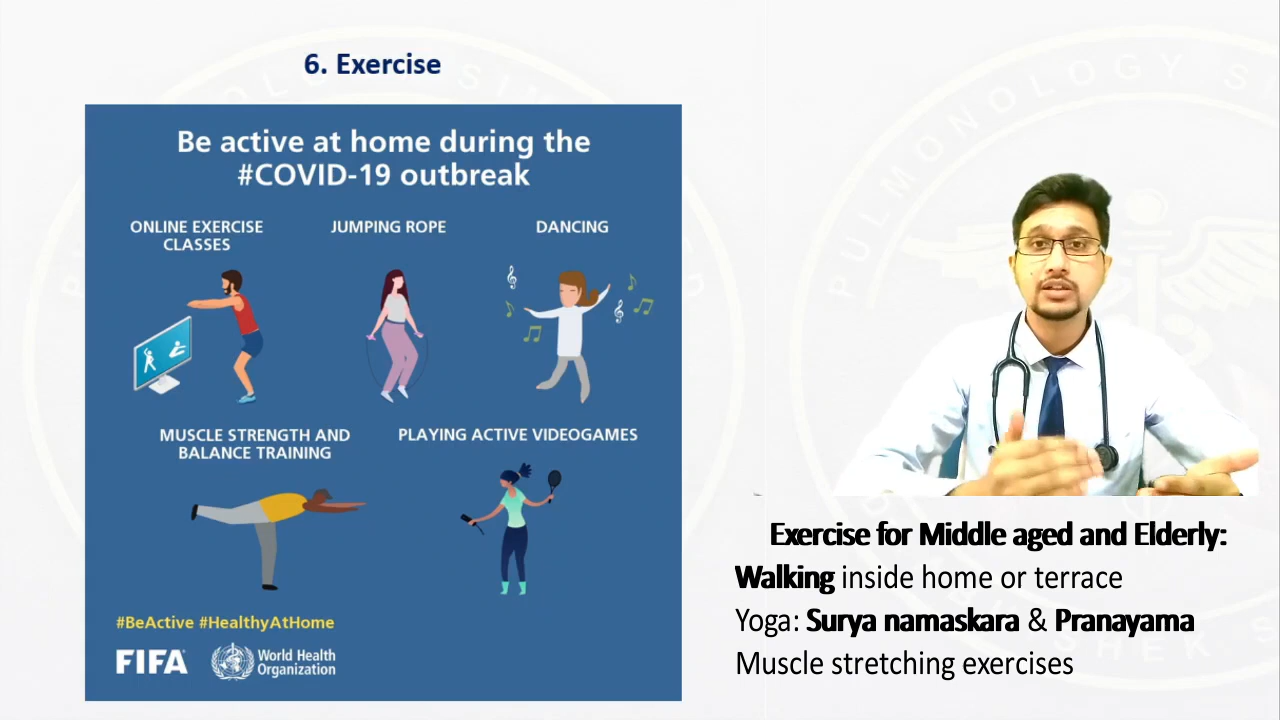 6. Exercise
Be active at home during the
#COVID-19 outbreak
ONLINE EXERCISE
CLASSES
JUMPING ROPE
DANCING
MUSCLE STRENGTH AND
BALANCE TRAINING
PLAYING ACTIVE VIDEOGAMES
#BeActive #HealthyAtHome
FIFA
World Health
Organization
PULMONOLOGY
Exercise for Middle aged and Elderly:
Walking inside home or terrace
Yoga: Surya namaskara & Pranayama
Muscle stretching exercises